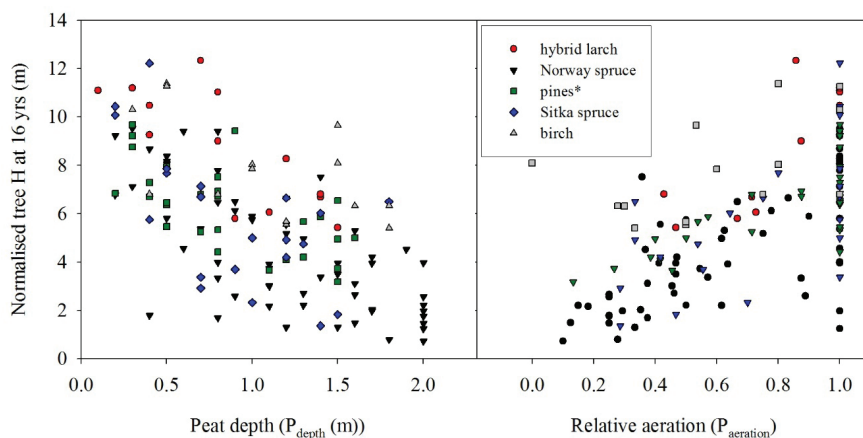 14
12
10
8
6
4
2
0
Normalised tree H at 16 yrs (m)
hybrid larch
Norway spruce
pines*
Sitka spruce
birch
0.0 0.5 1.0 1.5 2.0
0.0 0.2 0.4 0.6 0.8 1.0
Peat depth (P_depth (m))
Relative aeration (P_aeration)